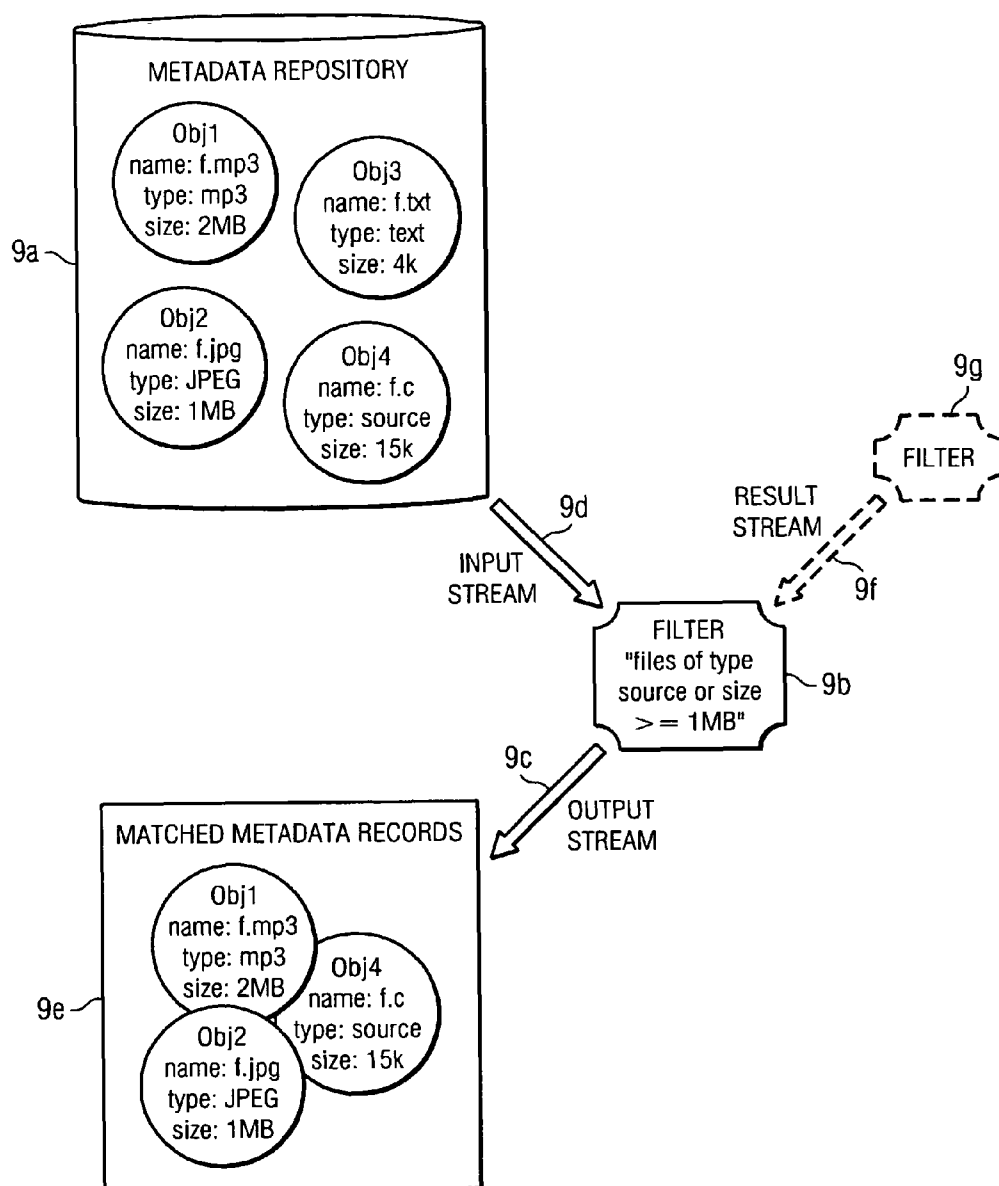 METADATA REPOSITORY
Obj1
name: f.mp3
type: mp3
size: 2MB
Obj3
name: f.txt
type: text
size: 4k
9a
Obj2
name: f.jpg
type: JPEG
size: 1MB
Obj4
name: f.c
type: source
size: 15k
9g
FILTER
9d
INPUT
STREAM
RESULT
STREAM
9f
FILTER
"files of type
source or size
>= 1MB"
9b
9c
OUTPUT
STREAM
MATCHED METADATA RECORDS
Obj1
name: f.mp3
type: mp3
size: 2MB
Obj4
name: f.c
type: source
size: 15k
9e
Obj2
name: f.jpg
type: JPEG
size: 1MB